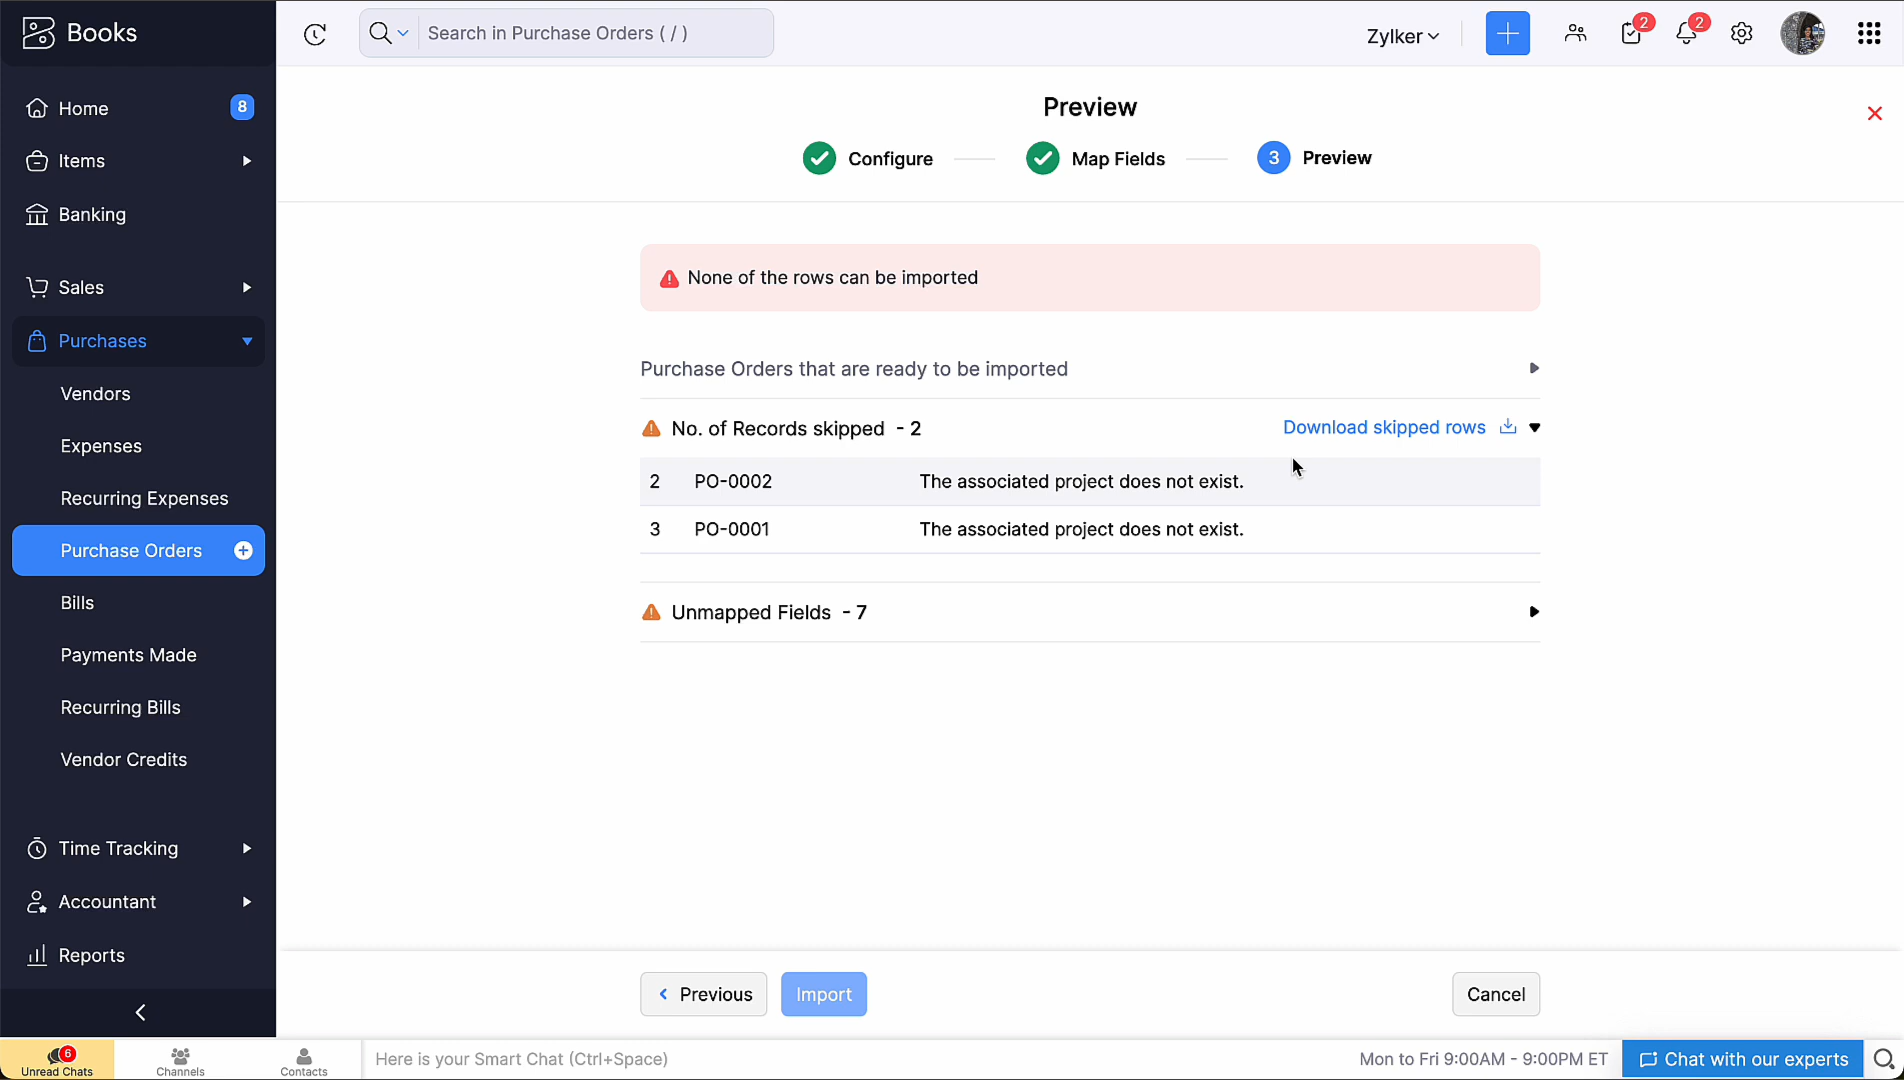 Books
Search in Purchase Orders ( / )
Zylker
2
2
Home
8
Items
Banking
Sales
Purchases
Vendors
Expenses
Recurring Expenses
Purchase Orders
Bills
Payments Made
Recurring Bills
Vendor Credits
Time Tracking
Accountant
Reports
Preview
Configure
Map Fields
3 Preview
None of the rows can be imported
Purchase Orders that are ready to be imported
No. of Records skipped - 2
Download skipped rows
2 PO-0002 The associated project does not exist.
3 PO-0001 The associated project does not exist.
Unmapped Fields - 7
Previous
Import
Cancel
6
Unread Chats
Channels
Contacts
Here is your Smart Chat (Ctrl+Space)
Mon to Fri 9:00AM - 9:00PM ET
Chat with our experts